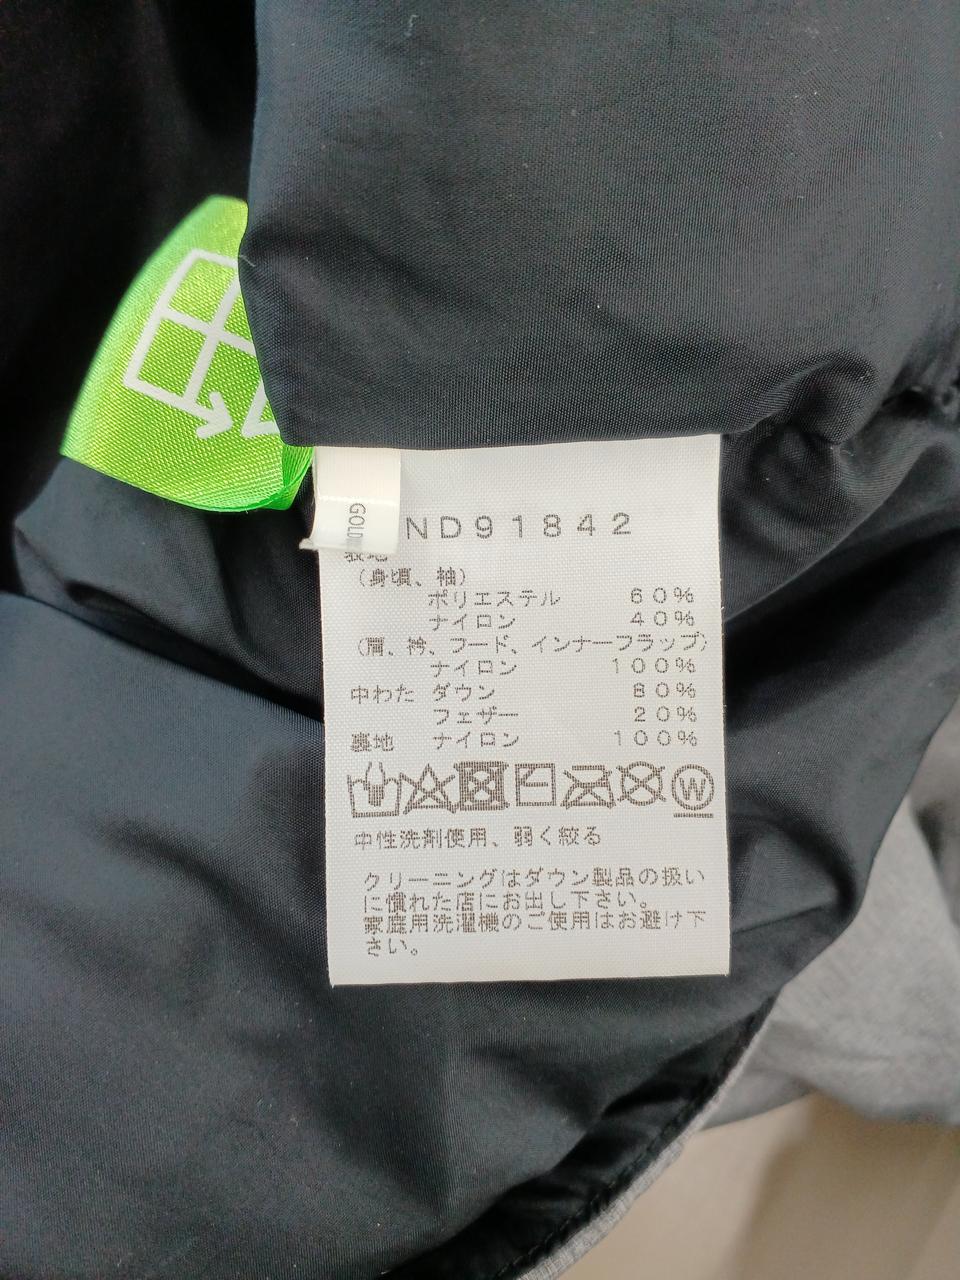 GOLD
ND91842
表地
(身頃、袖)
ポリエステル 60%
ナイロン 40%
(肩、衿、フード、インナーフラップ)
ナイロン 100%
中わた ダウン 80%
フェザー 20%
裏地 ナイロン 100%
W
中性洗剤使用、弱く絞る
クリーニングはダウン製品の扱い
に慣れた店にお出し下さい。
家庭用洗濯機のご使用はお避け下
さい。